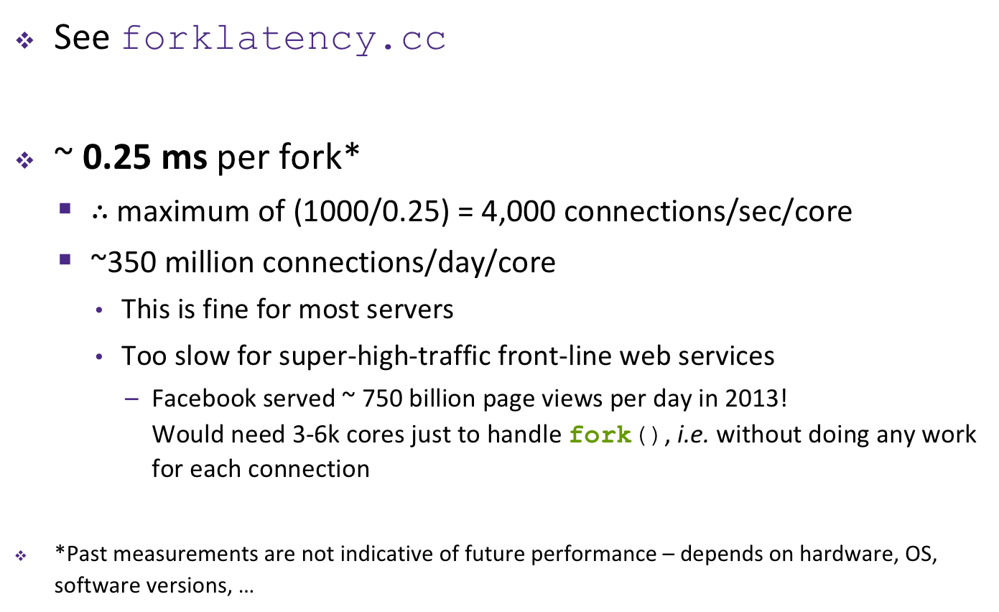 ❖ See forklatency.cc
❖ ~ 0.25 ms per fork*
▪ ∴ maximum of (1000/0.25) = 4,000 connections/sec/core
▪ ~350 million connections/day/core
• This is fine for most servers
• Too slow for super-high-traffic front-line web services
– Facebook served ~ 750 billion page views per day in 2013!
Would need 3-6k cores just to handle fork(), i.e. without doing any work
for each connection
❖ *Past measurements are not indicative of future performance – depends on hardware, OS,
software versions, …